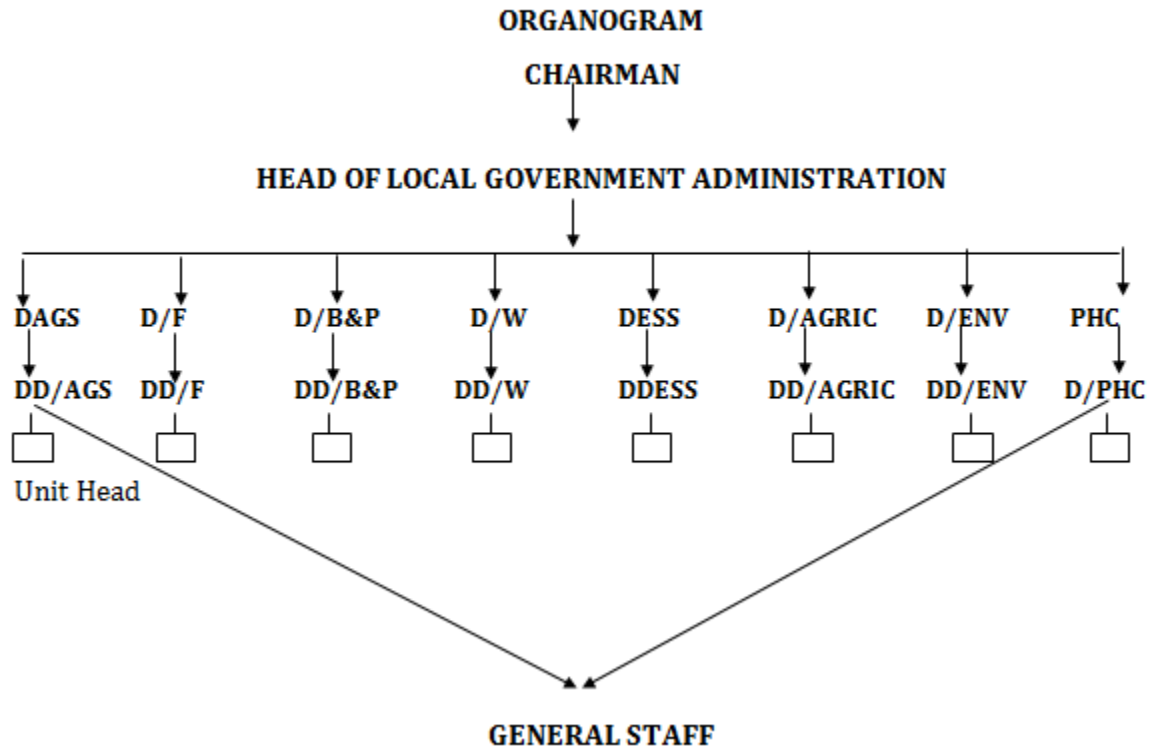 ORGANOGRAM
CHAIRMAN
HEAD OF LOCAL GOVERNMENT ADMINISTRATION
DAGS D/F D/B&P D/W DESS D/AGRIC D/ENV PHC
DD/AGS DD/F DD/B&P DD/W DDESS DD/AGRIC DD/ENV D/PHC
Unit Head
GENERAL STAFF